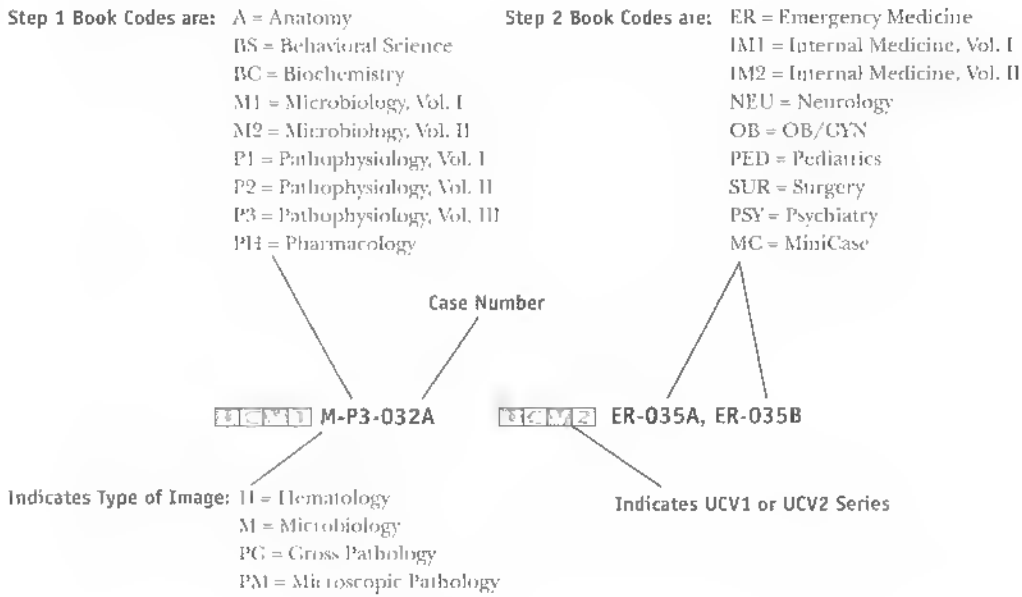 Step 1 Book Codes are: A = Anatomy
BS = Behavioral Science
BC = Biochemistry
M1 = Microbiology, Vol. I
M2 = Microbiology, Vol. II
P1 = Pathophysiology, Vol. I
P2 = Pathophysiology, Vol. II
P3 = Pathophysiology, Vol. III
PH = Pharmacology
Step 2 Book Codes are: ER = Emergency Medicine
IM1 = Internal Medicine, Vol. I
IM2 = Internal Medicine, Vol. II
NEU = Neurology
OB = OB/GYN
PED = Pediatrics
SUR = Surgery
PSY = Psychiatry
MC = MiniCase
Case Number
M-P3-032A
ER-035A, ER-035B
Indicates Type of Image: H = Hematology
M = Microbiology
PG = Gross Pathology
PM = Microscopic Pathology
Indicates UCV1 or UCV2 Series